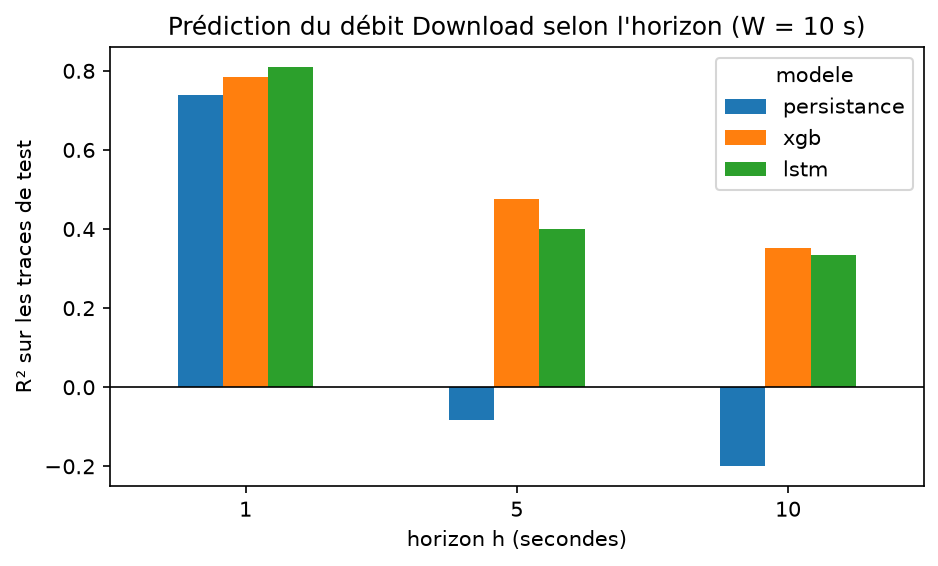 Prédiction du débit Download selon l'horizon (W = 10 s)
modele
persistance
xgb
lstm
R² sur les traces de test
0.8
0.6
0.4
0.2
0.0
−0.2
1 5 10
horizon h (secondes)